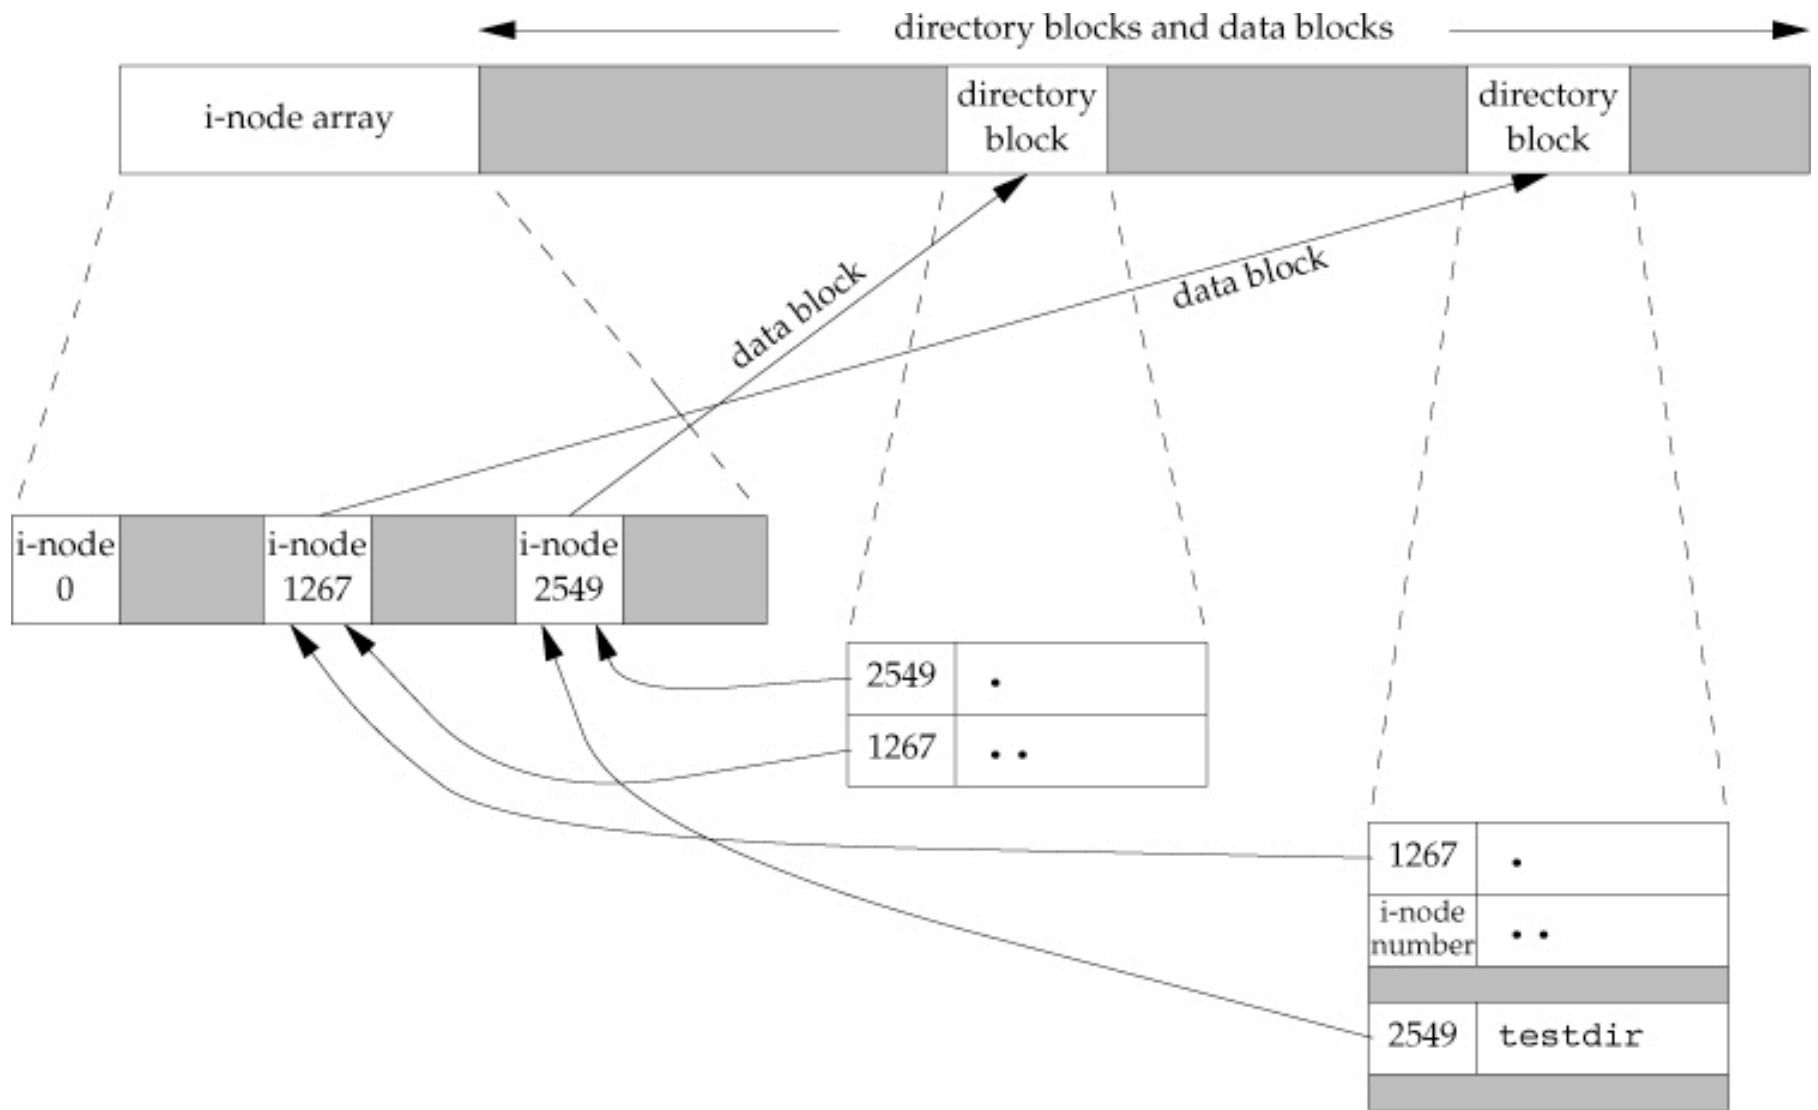 directory blocks and data blocks
i-node array
directory
block
directory
block
data block
data block
i-node
0
i-node
1267
i-node
2549
2549 .
1267 . .
1267 .
i-node
number . .
2549 testdir